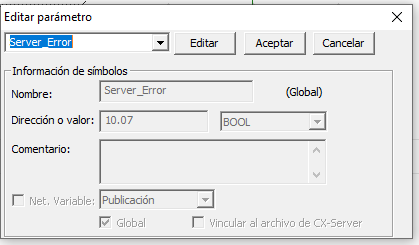 Editar parámetro
Server_Error Editar Aceptar Cancelar
Información de símbolos
Nombre: Server_Error (Global)
Dirección o valor: 10.07 BOOL
Comentario:
Net. Variable: Publicación
Global Vincular al archivo de CX-Server